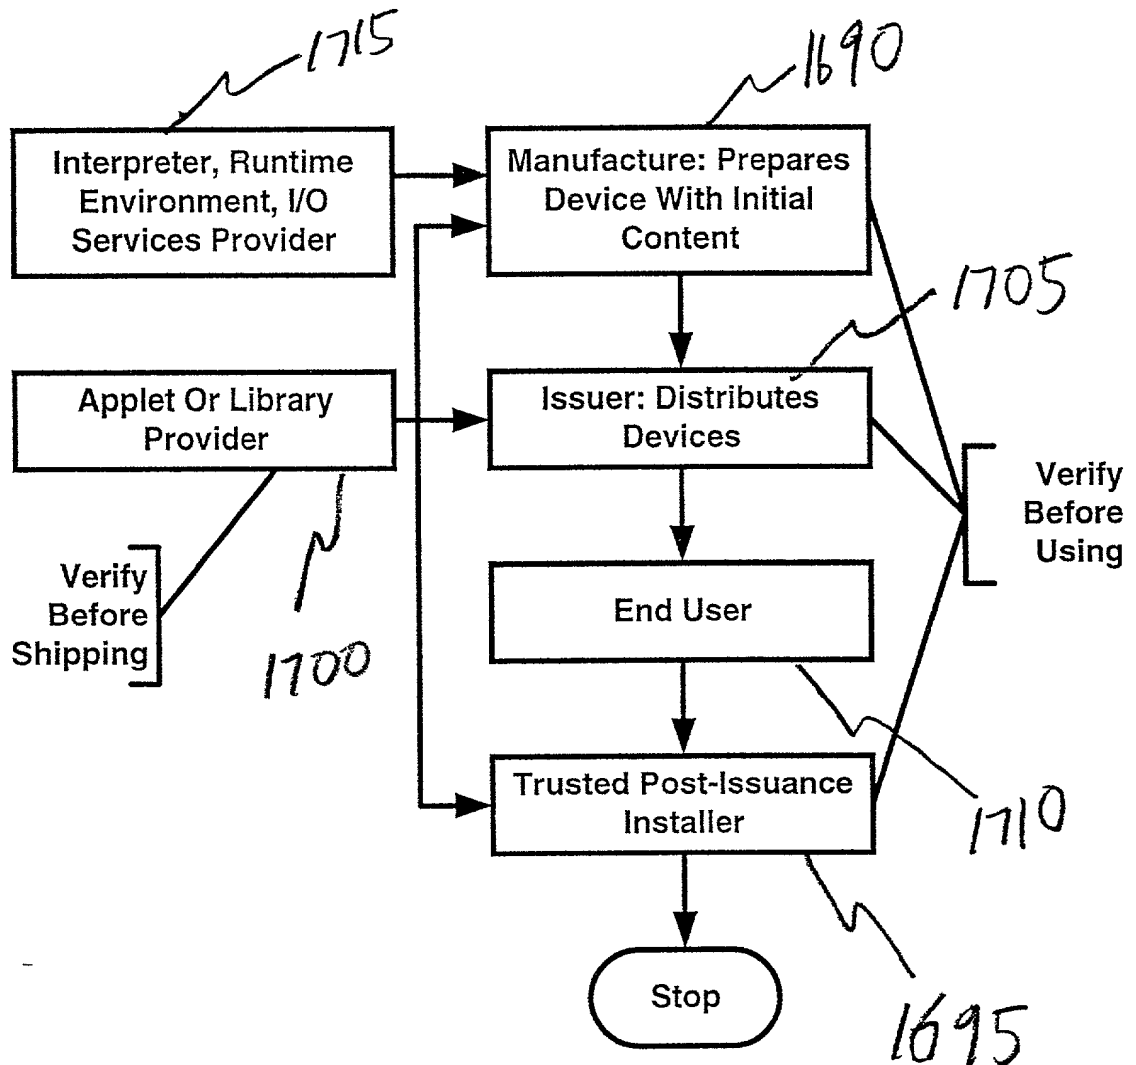 1715
1690
Interpreter, Runtime
Environment, I/O
Services Provider
Manufacture: Prepares
Device With Initial
Content
1705
Applet Or Library
Provider
Issuer: Distributes
Devices
Verify
Before
Using
Verify
Before
Shipping
1700
End User
1710
Trusted Post-Issuance
Installer
Stop
1695